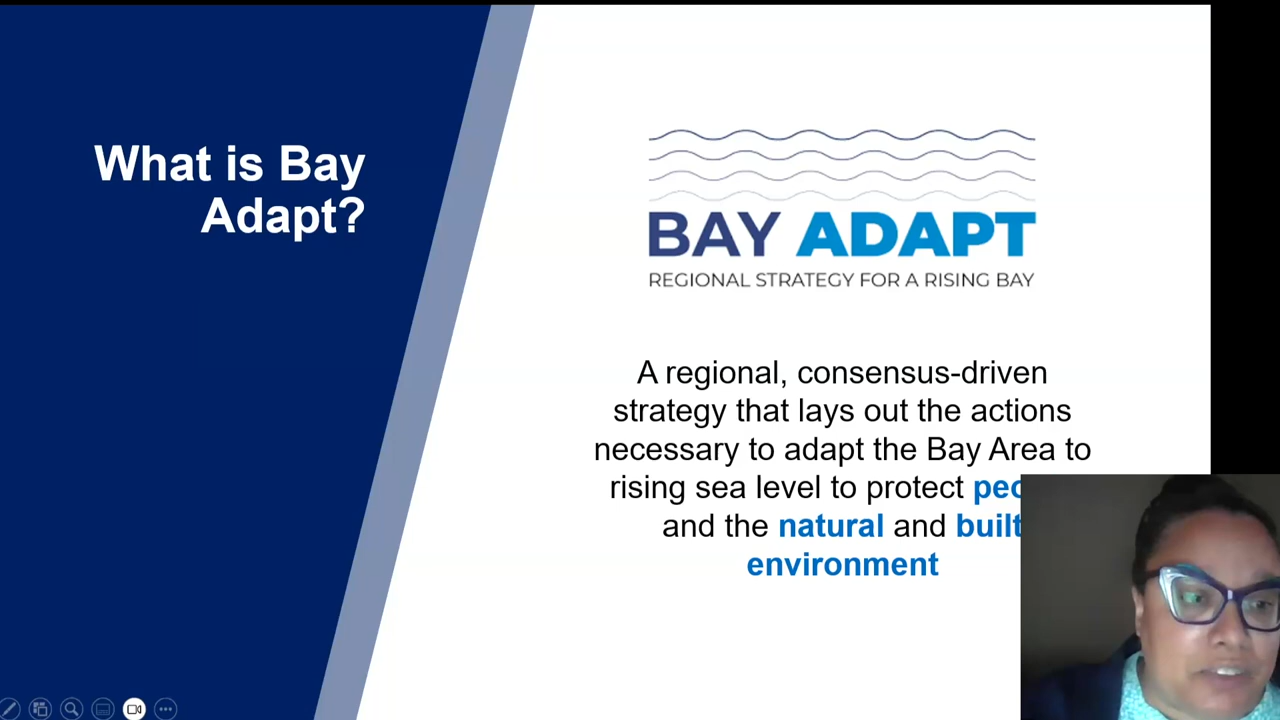 What is Bay
Adapt?
BAY ADAPT
REGIONAL STRATEGY FOR A RISING BAY
A regional, consensus-driven
strategy that lays out the actions
necessary to adapt the Bay Area to
rising sea level to protect
and the natural and built
environment